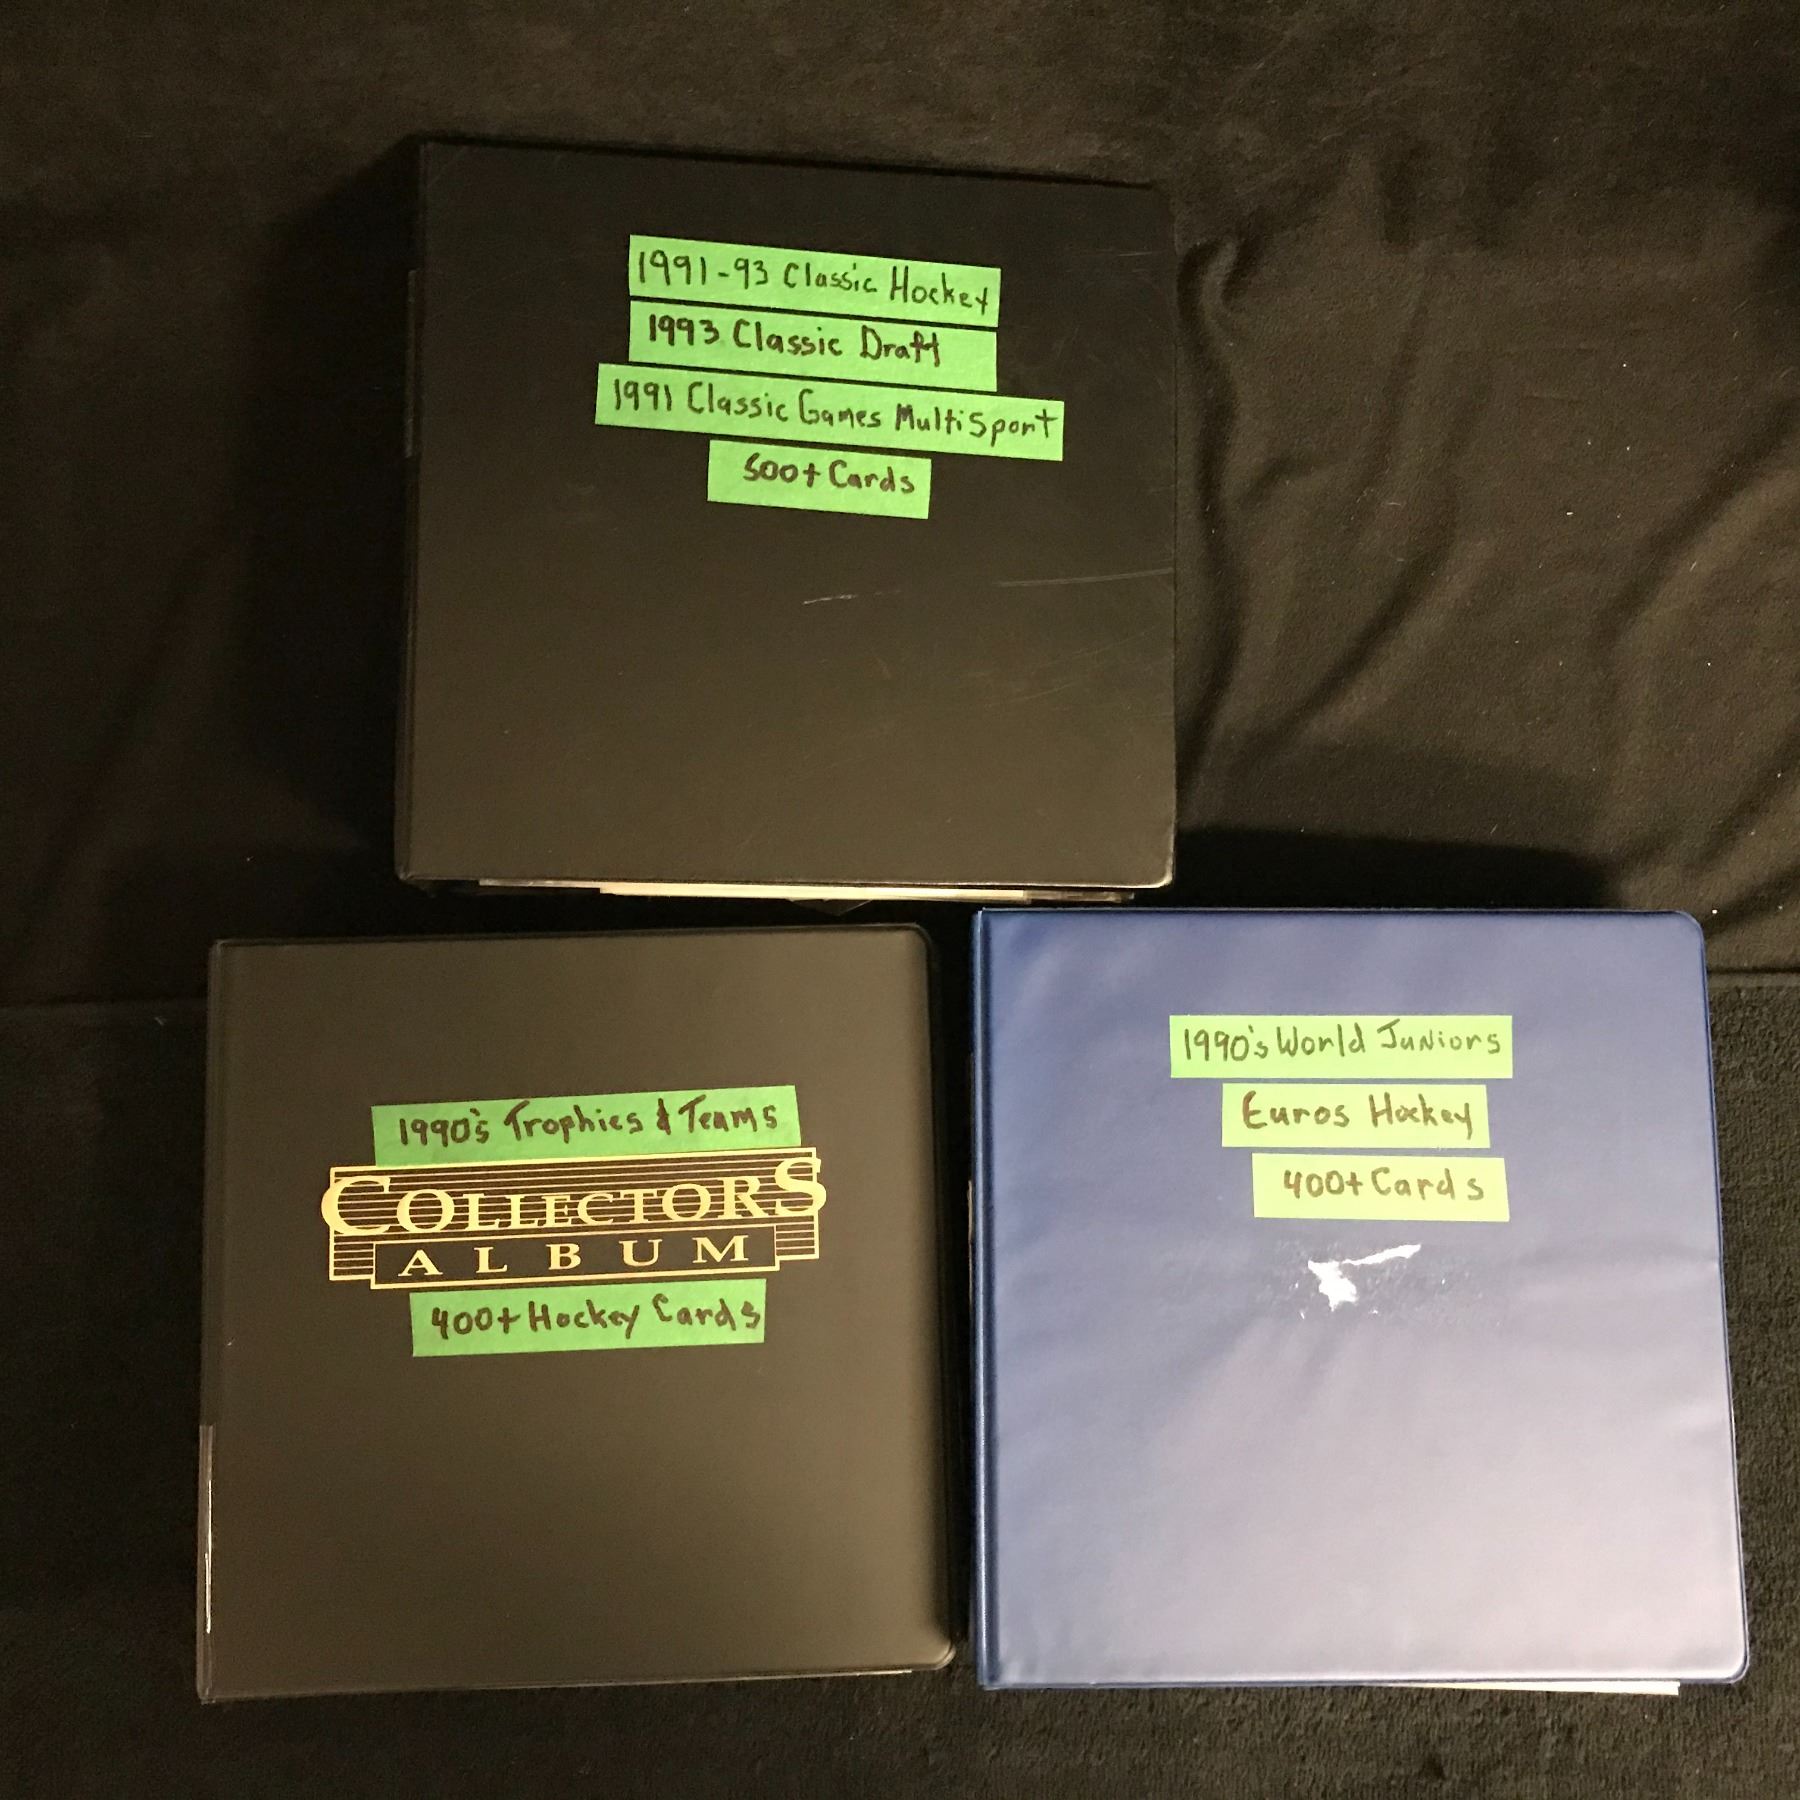 1991-93 Classic Hockey
1993 Classic Draft
1991 Classic Games MultiSport
500+ Cards
1990's Trophies & Teams
COLLECTORS
ALBUM
400+ Hockey Cards
1990's World Juniors
Euros Hockey
400+ Cards